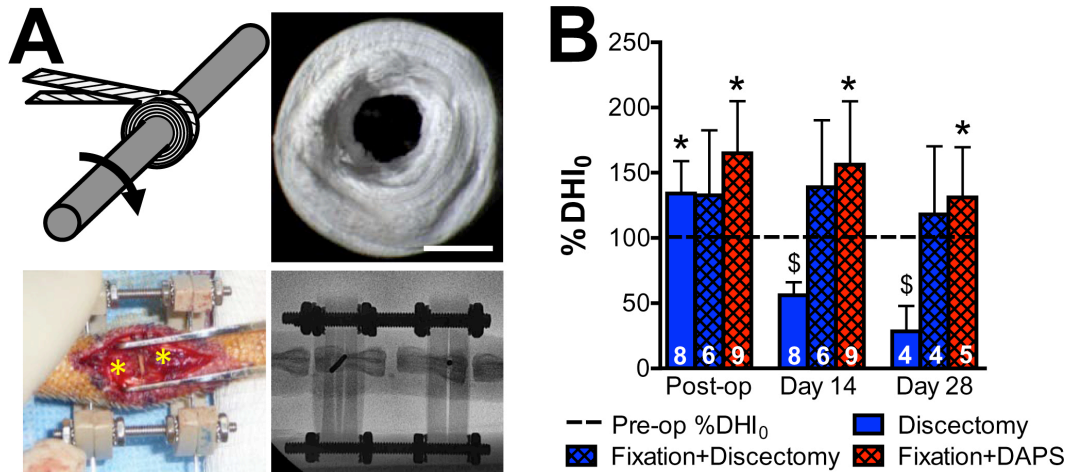 A
B
%DHI₀
250
200
150
100
50
0
* * * * $ $ *
8 6 9 8 6 9 4 4 5
Post-op Day 14 Day 28
Pre-op %DHI₀ Discectomy
Fixation+Discectomy Fixation+DAPS
* *